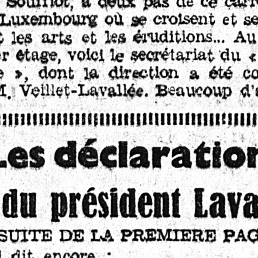 Soufflot, à deux pas de ce carr
Luxembourg où se croisent et se
t les arts et les éruditions... Au
er étage, voici le secrétariat du «
e », dont la direction a été co
M. Veillet-Lavallée. Beaucoup d'
Les déclaration
du président Lava
SUITE DE LA PREMIERE PAG
l dit encore :